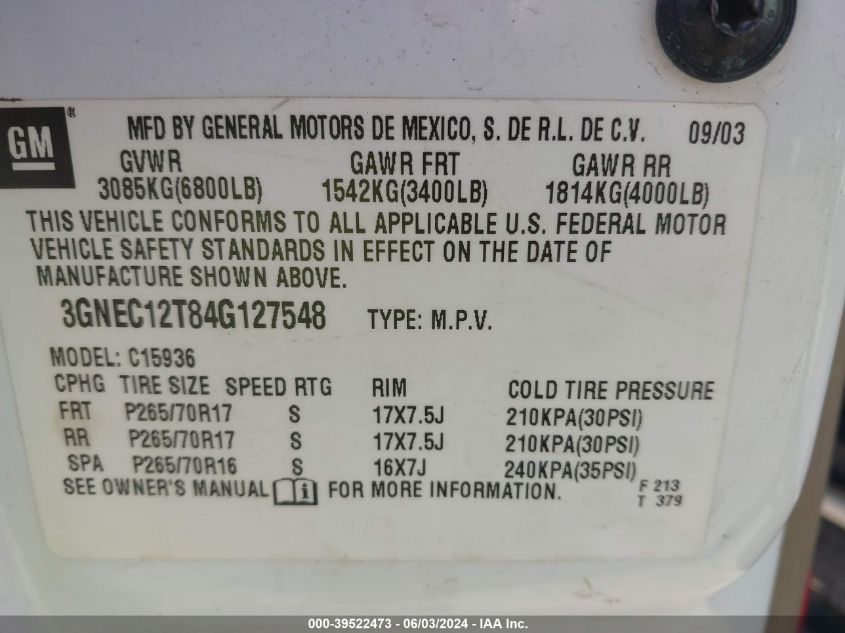 GM®
MFD BY GENERAL MOTORS DE MEXICO, S. DE R.L. DE C.V. 09/03
GVWR GAWR FRT GAWR RR
3085KG(6800LB) 1542KG(3400LB) 1814KG(4000LB)
THIS VEHICLE CONFORMS TO ALL APPLICABLE U.S. FEDERAL MOTOR
VEHICLE SAFETY STANDARDS IN EFFECT ON THE DATE OF
MANUFACTURE SHOWN ABOVE.
3GNEC12T84G127548 TYPE: M.P.V.
MODEL: C15936
CPHG TIRE SIZE SPEED RTG RIM COLD TIRE PRESSURE
FRT P265/70R17 S 17X7.5J 210KPA(30PSI)
RR P265/70R17 S 17X7.5J 210KPA(30PSI)
SPA P265/70R16 S 16X7J 240KPA(35PSI)
SEE OWNER'S MANUAL i FOR MORE INFORMATION.
F 213
T 379
000-39522473 - 06/03/2024 - IAA Inc.